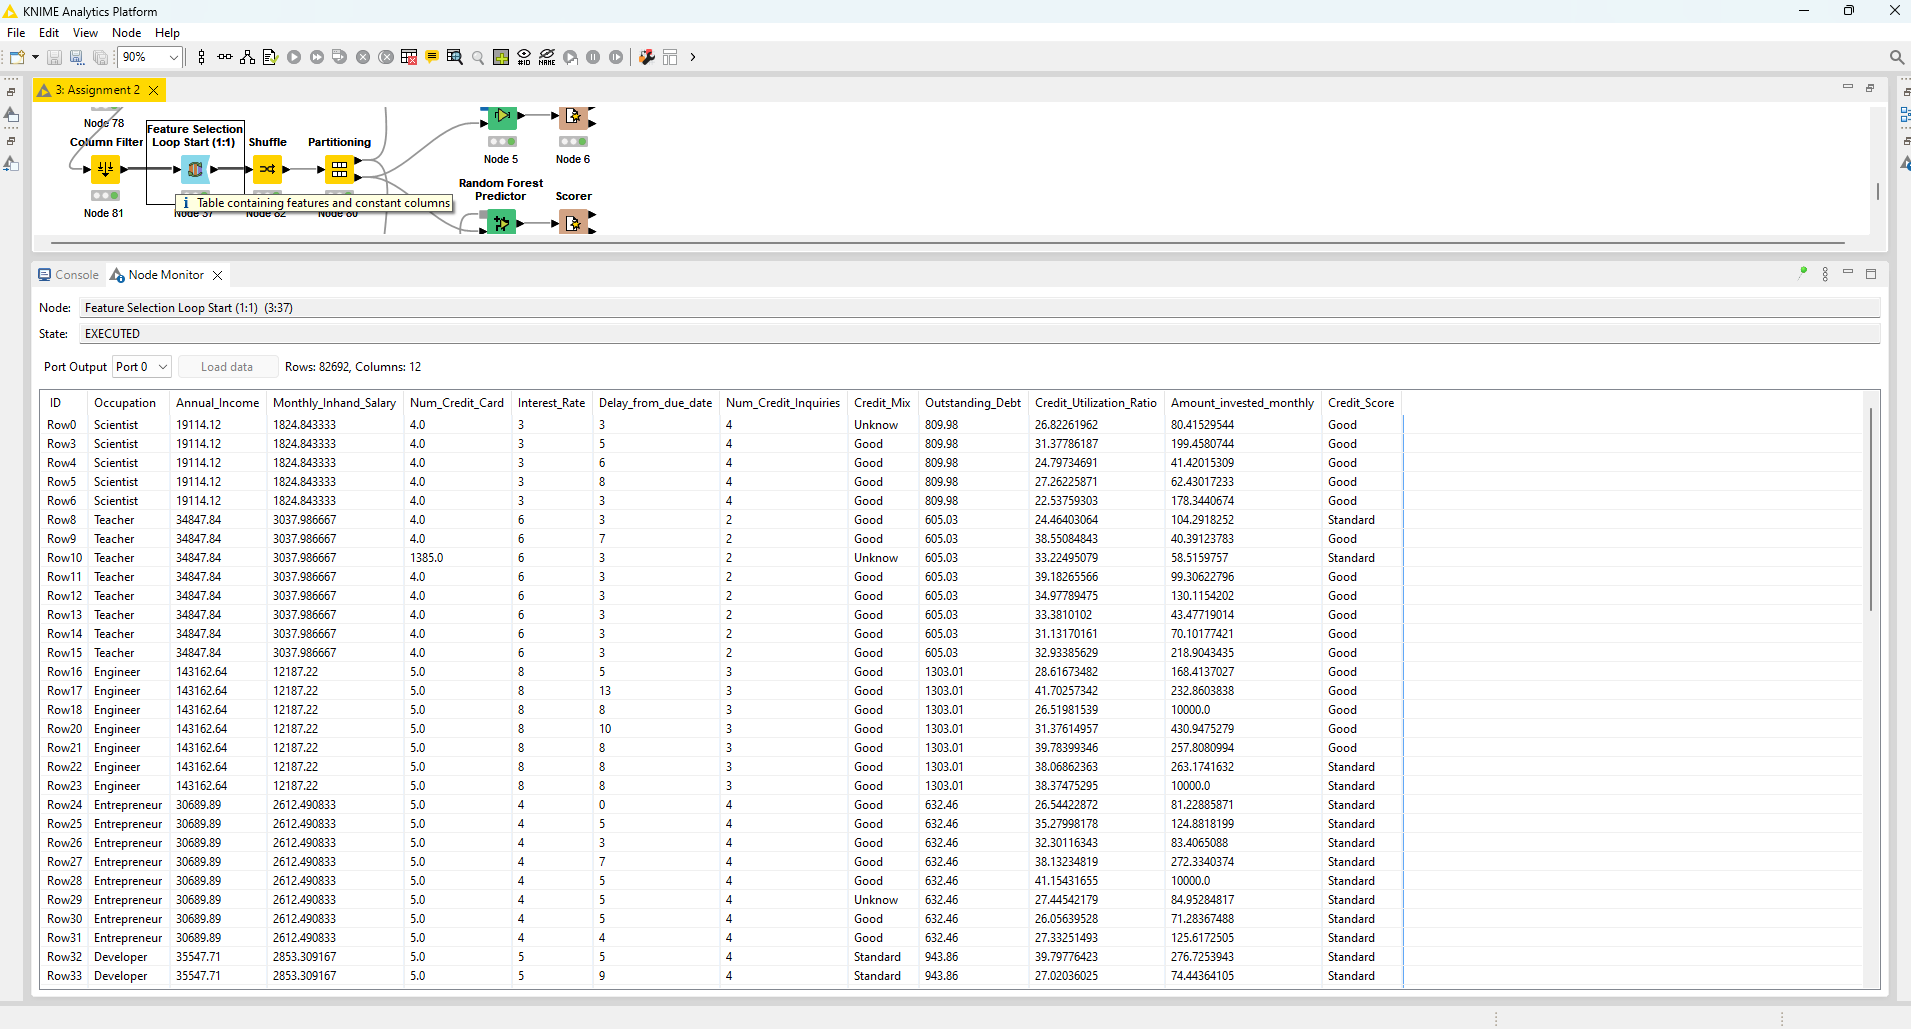 KNIME Analytics Platform
File Edit View Node Help
90%
#ID NAME
3: Assignment 2
Node 78
Column Filter
Node 81
Feature Selection
Loop Start (1:1)
Shuffle
Partitioning
Node 5
Node 6
Random Forest
Predictor
Scorer
Table containing features and constant columns
Node 37 Node 82 Node 80
Console Node Monitor
Node: Feature Selection Loop Start (1:1) (3:37)
State: EXECUTED
Port Output Port 0 Load data Rows: 82692, Columns: 12
ID Occupation Annual_Income Monthly_Inhand_Salary Num_Credit_Card Interest_Rate Delay_from_due_date Num_Credit_Inquiries Credit_Mix Outstanding_Debt Credit_Utilization_Ratio Amount_invested_monthly Credit_Score
Row0 Scientist 19114.12 1824.843333 4.0 3 3 4 Unknow 809.98 26.82261962 80.41529544 Good
Row3 Scientist 19114.12 1824.843333 4.0 3 5 4 Good 809.98 31.37786187 199.4580744 Good
Row4 Scientist 19114.12 1824.843333 4.0 3 6 4 Good 809.98 24.79734691 41.42015309 Good
Row5 Scientist 19114.12 1824.843333 4.0 3 8 4 Good 809.98 27.26225871 62.43017233 Good
Row6 Scientist 19114.12 1824.843333 4.0 3 3 4 Good 809.98 22.53759303 178.3440674 Good
Row8 Teacher 34847.84 3037.986667 4.0 6 3 2 Good 605.03 24.46403064 104.2918252 Standard
Row9 Teacher 34847.84 3037.986667 4.0 6 7 2 Good 605.03 38.55084843 40.39123783 Good
Row10 Teacher 34847.84 3037.986667 1385.0 6 3 2 Unknow 605.03 33.22495079 58.5159757 Standard
Row11 Teacher 34847.84 3037.986667 4.0 6 3 2 Good 605.03 39.18265566 99.30622796 Good
Row12 Teacher 34847.84 3037.986667 4.0 6 3 2 Good 605.03 34.97789475 130.1154202 Good
Row13 Teacher 34847.84 3037.986667 4.0 6 3 2 Good 605.03 33.3810102 43.47719014 Good
Row14 Teacher 34847.84 3037.986667 4.0 6 3 2 Good 605.03 31.13170161 70.10177421 Good
Row15 Teacher 34847.84 3037.986667 4.0 6 3 2 Good 605.03 32.93385629 218.9043435 Good
Row16 Engineer 143162.64 12187.22 5.0 8 5 3 Good 1303.01 28.61673482 168.4137027 Good
Row17 Engineer 143162.64 12187.22 5.0 8 13 3 Good 1303.01 41.70257342 232.8603838 Good
Row18 Engineer 143162.64 12187.22 5.0 8 8 3 Good 1303.01 26.51981539 10000.0 Good
Row20 Engineer 143162.64 12187.22 5.0 8 10 3 Good 1303.01 31.37614957 430.9475279 Good
Row21 Engineer 143162.64 12187.22 5.0 8 8 3 Good 1303.01 39.78399346 257.8080994 Good
Row22 Engineer 143162.64 12187.22 5.0 8 8 3 Good 1303.01 38.06862363 263.1741632 Standard
Row23 Engineer 143162.64 12187.22 5.0 8 8 3 Good 1303.01 38.37475295 10000.0 Standard
Row24 Entrepreneur 30689.89 2612.490833 5.0 4 0 4 Good 632.46 26.54422872 81.22885871 Standard
Row25 Entrepreneur 30689.89 2612.490833 5.0 4 5 4 Good 632.46 35.27998178 124.8818199 Standard
Row26 Entrepreneur 30689.89 2612.490833 5.0 4 3 4 Good 632.46 32.30116343 83.4065088 Standard
Row27 Entrepreneur 30689.89 2612.490833 5.0 4 7 4 Good 632.46 38.13234819 272.3340374 Standard
Row28 Entrepreneur 30689.89 2612.490833 5.0 4 5 4 Good 632.46 41.15431655 10000.0 Standard
Row29 Entrepreneur 30689.89 2612.490833 5.0 4 5 4 Unknow 632.46 27.44542179 84.95284817 Standard
Row30 Entrepreneur 30689.89 2612.490833 5.0 4 5 4 Good 632.46 26.05639528 71.28367488 Standard
Row31 Entrepreneur 30689.89 2612.490833 5.0 4 4 4 Good 632.46 27.33251493 125.6172505 Standard
Row32 Developer 35547.71 2853.309167 5.0 5 5 4 Standard 943.86 39.79776423 276.7253943 Standard
Row33 Developer 35547.71 2853.309167 5.0 5 9 4 Standard 943.86 27.02036025 74.44364105 Standard